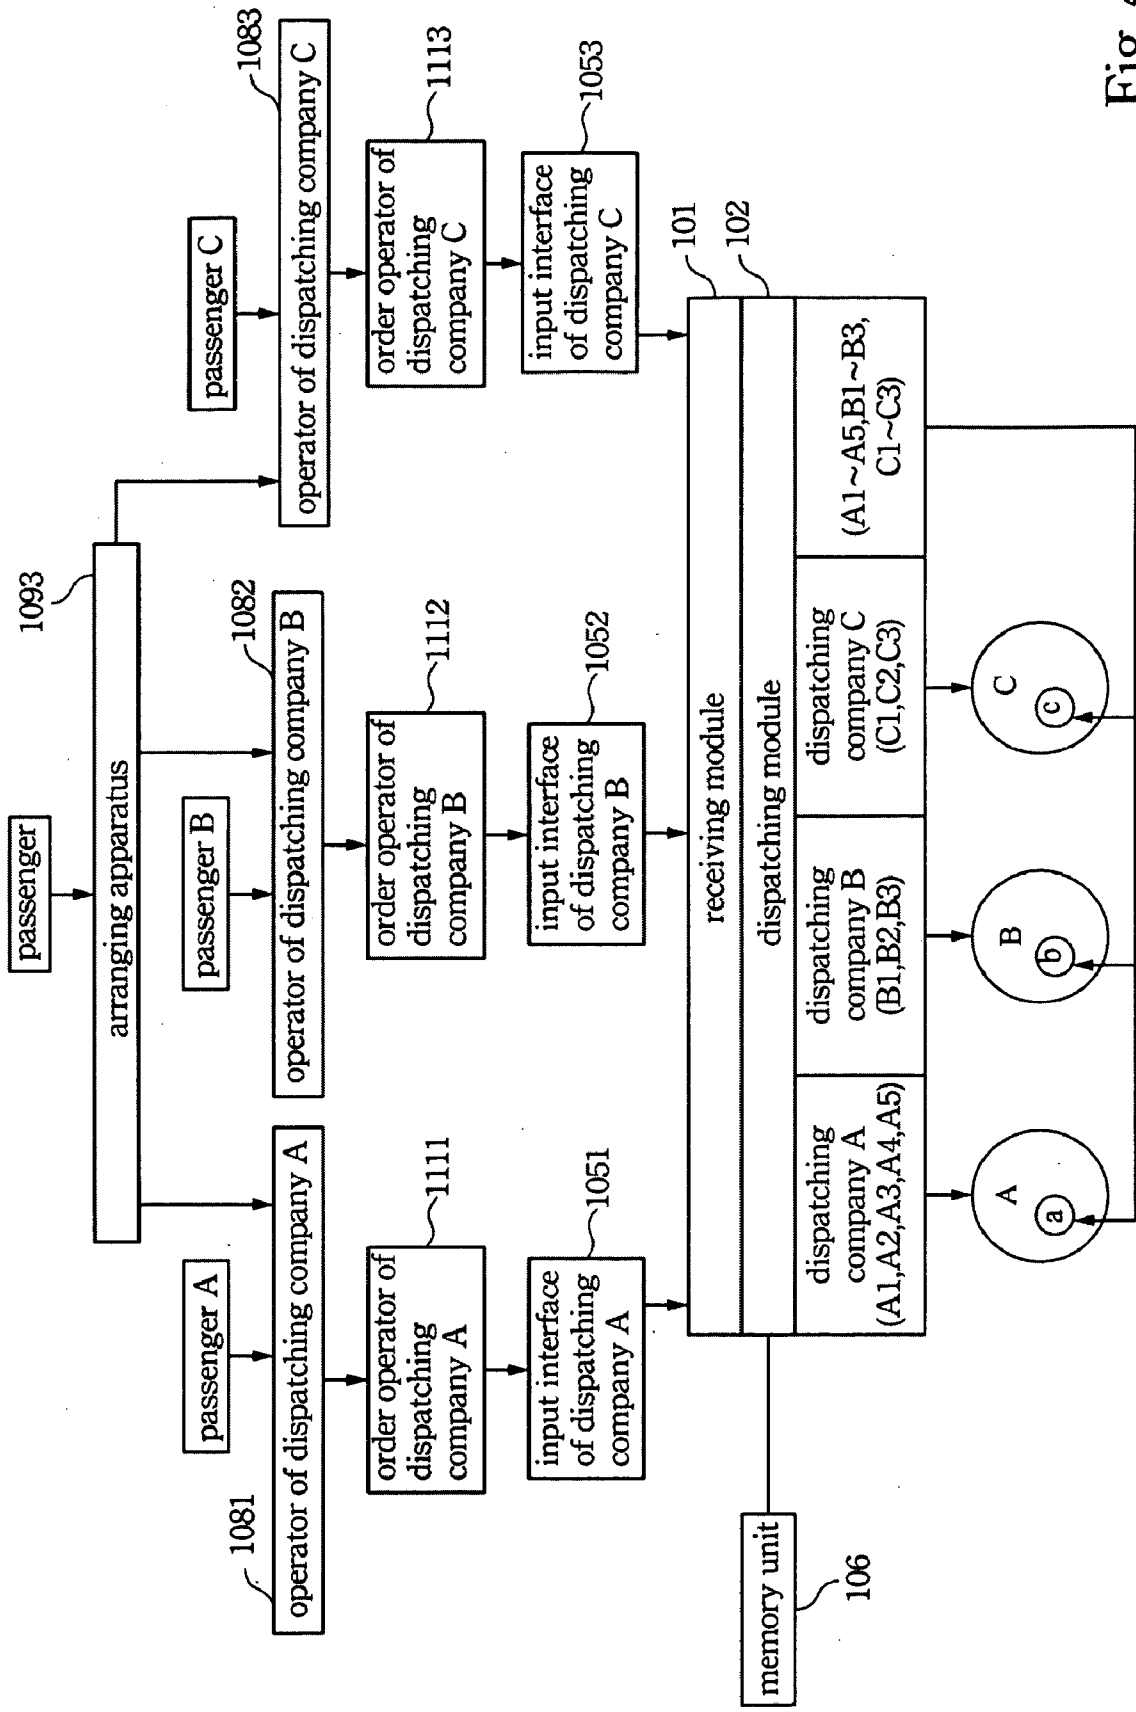 passenger
1093
arranging apparatus
passenger A
passenger B
passenger C
1081
1082
1083
operator of dispatching company A
operator of dispatching company B
operator of dispatching company C
order operator of
dispatching
company A
1111
order operator of
dispatching
company B
1112
order operator of
dispatching
company C
1113
input interface
of dispatching
company A
1051
input interface
of dispatching
company B
1052
input interface
of dispatching
company C
1053
receiving module
101
memory unit
106
dispatching module
102
dispatching
company A
(A1,A2,A3,A4,A5)
dispatching
company B
(B1,B2,B3)
dispatching
company C
(C1,C2,C3)
(A1~A5,B1~B3,
C1~C3)
A
a
B
b
C
c
Fig.